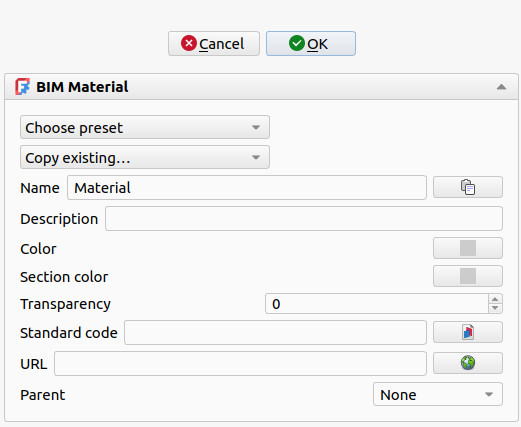 Cancel OK
BIM Material
Choose preset
Copy existing...
Name Material
Description
Color
Section color
Transparency 0
Standard code
URL
Parent None